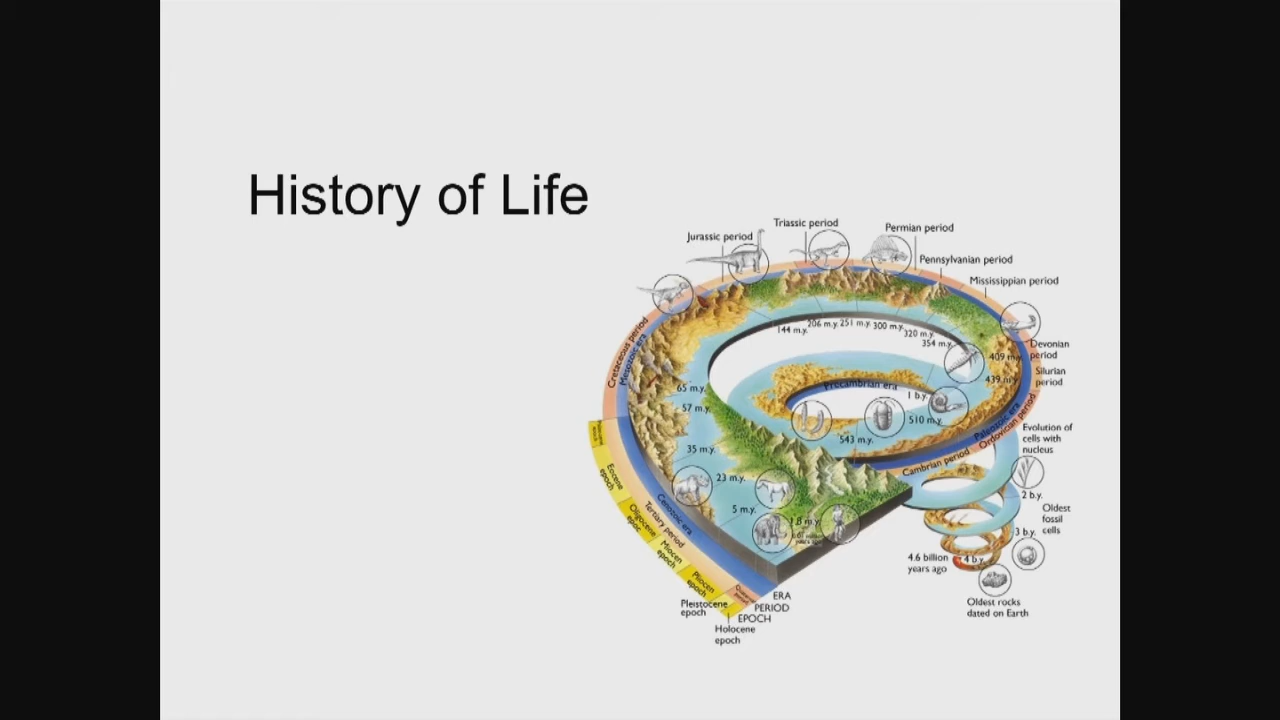 History of Life
Triassic period
Permian period
Jurassic period
Pennsylvanian period
Mississippian period
144 m.y.
206 m.y.
251 m.y.
300 m.y.
320 m.y.
354 m.y.
Devonian
period
409 m.y.
Silurian
period
439 m.y.
Cretaceous period
Mesozoic era
65 m.y.
57 m.y.
Precambrian era
1 b.y.
510 m.y.
543 m.y.
Paleozoic era
Ordovician period
Cambrian period
Evolution of
cells with
nucleus
35 m.y.
23 m.y.
5 m.y.
1.8 m.y.
2 b.y.
Oldest
fossil
cells
3 b.y.
4.6 billion
years ago
4 b.y.
Oldest rocks
dated on Earth
Eocene
epoch
Oligocene
epoc
Miocen
epoch
Pliocen
epoch
Cenozoic era
Tertiary period
Pleistocene
epoch
ERA
PERIOD
EPOCH
Holocene
epoch